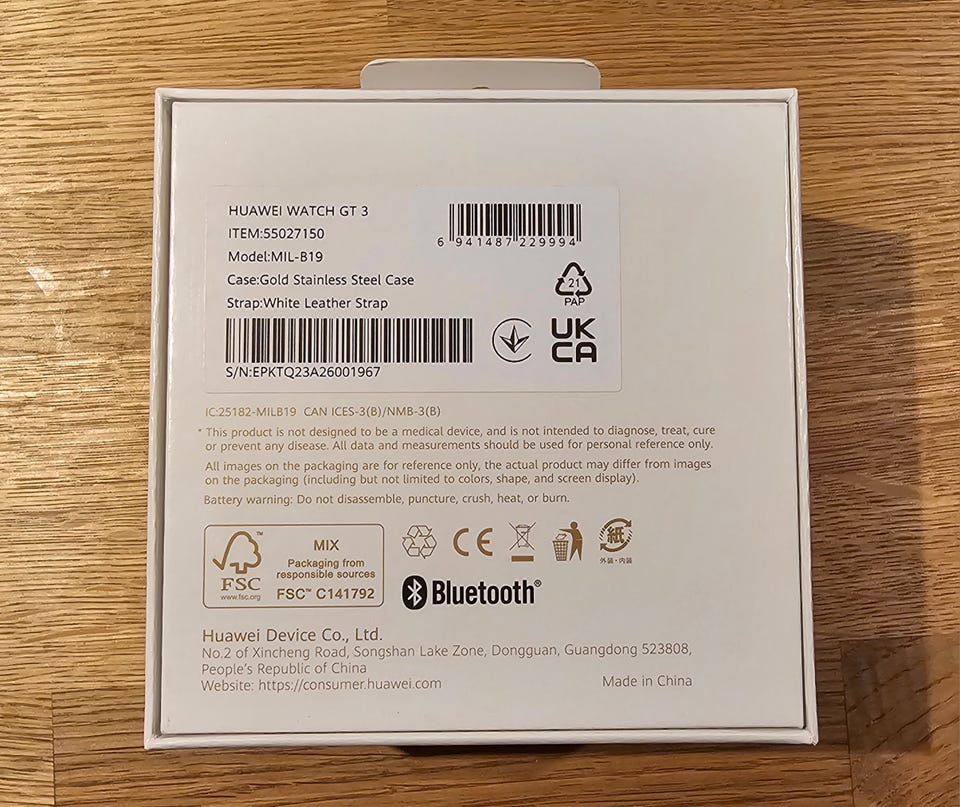 HUAWEI WATCH GT 3
ITEM:55027150
Model:MIL-B19
Case:Gold Stainless Steel Case
Strap:White Leather Strap
S/N:EPKTQ23A26001967
6 941487 229994
21
PAP
UK
CA
IC:25182-MILB19 CAN ICES-3(B)/NMB-3(B)
* This product is not designed to be a medical device, and is not intended to diagnose, treat, cure
or prevent any disease. All data and measurements should be used for personal reference only.
All images on the packaging are for reference only, the actual product may differ from images
on the packaging (including but not limited to colors, shape, and screen display).
Battery warning: Do not disassemble, puncture, crush, heat, or burn.
FSC™
www.fsc.org
MIX
Packaging from
responsible sources
FSC™ C141792
CE
紙
外装・内装
Bluetooth®
Huawei Device Co., Ltd.
No.2 of Xincheng Road, Songshan Lake Zone, Dongguan, Guangdong 523808,
People's Republic of China
Website: https://consumer.huawei.com
Made in China